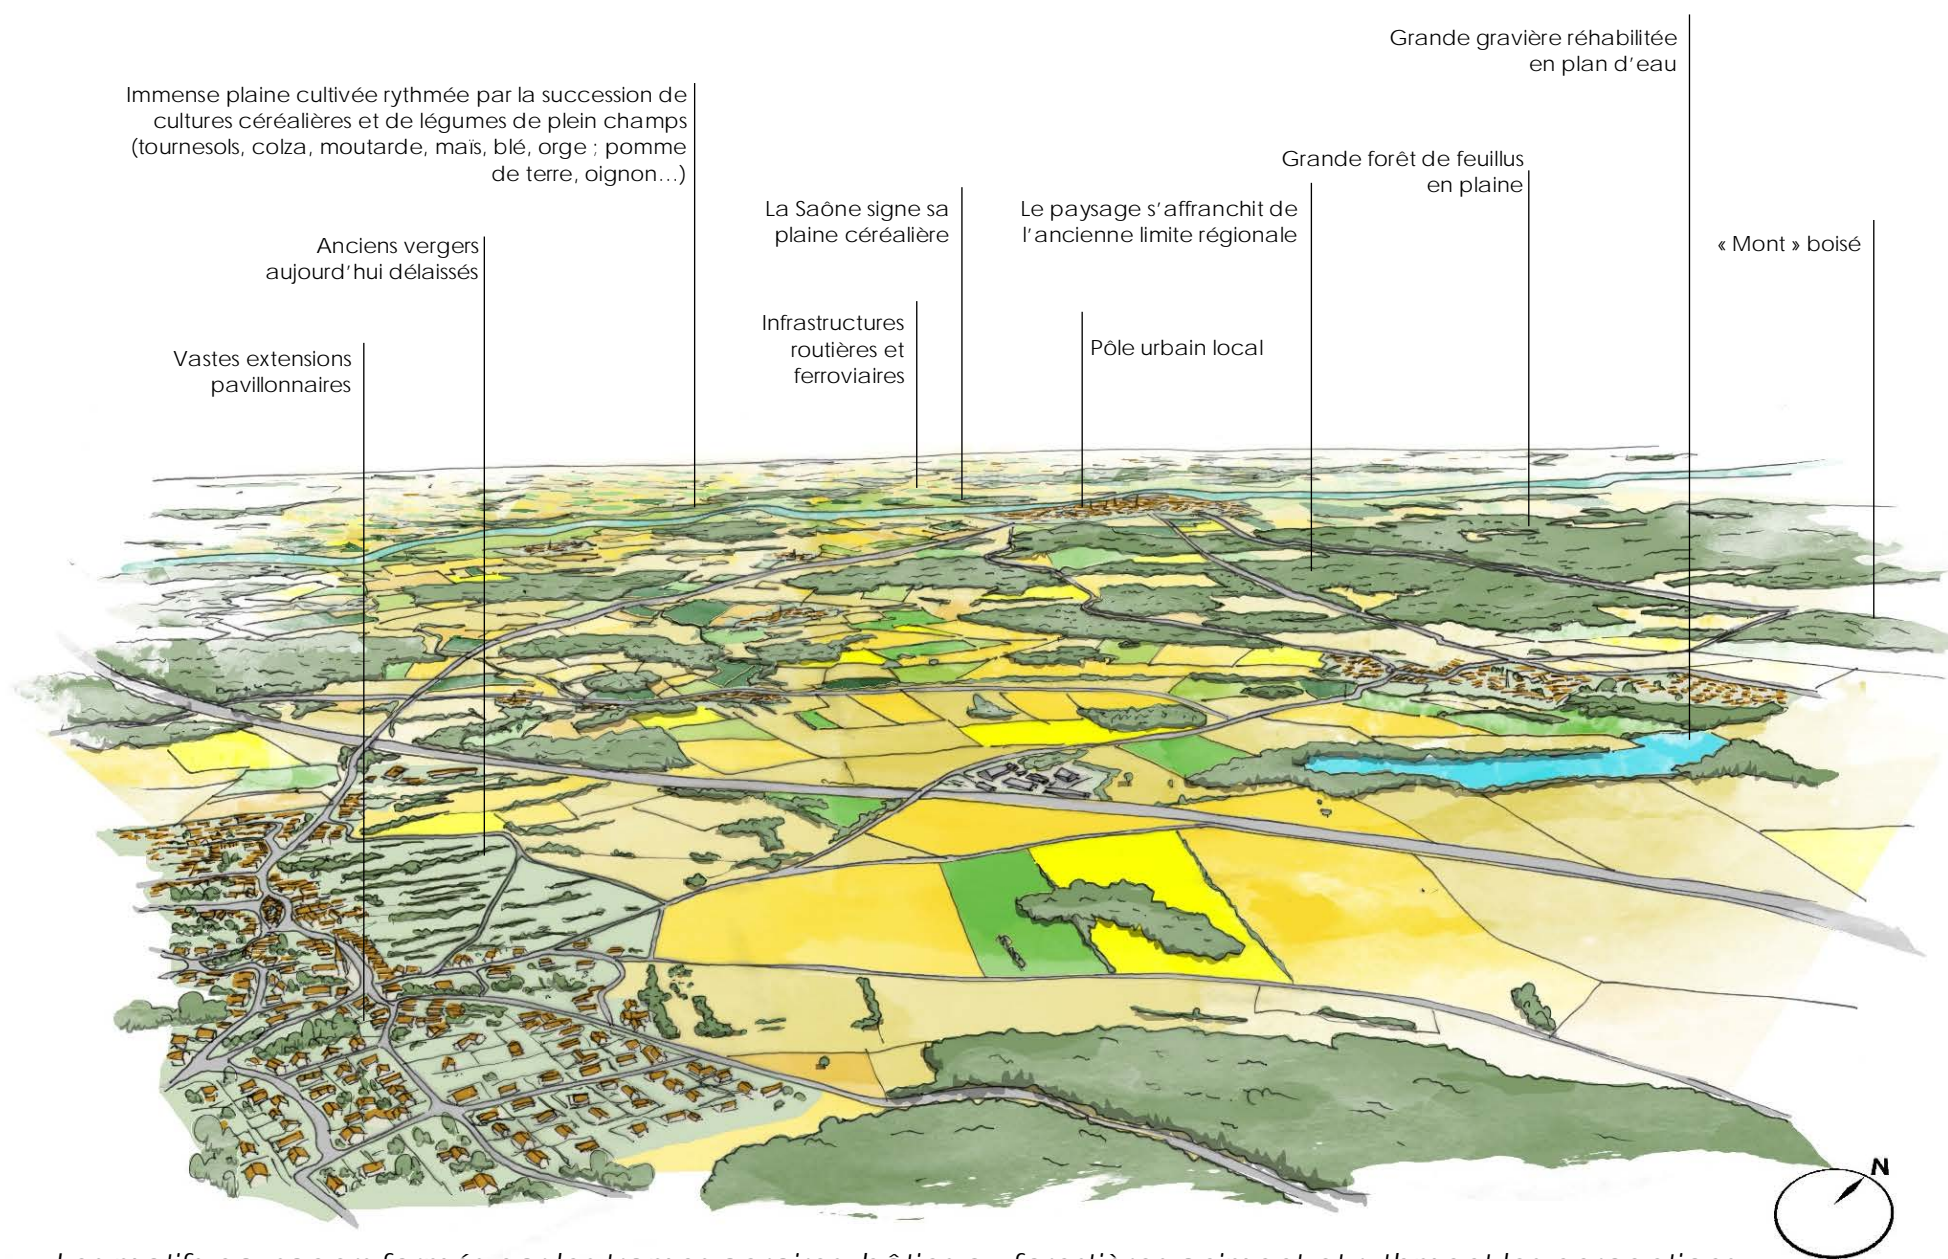 Grande gravière réhabilitée
en plan d'eau
Immense plaine cultivée rythmée par la succession de
cultures céréalières et de légumes de plein champs
(tournesols, colza, moutarde, maïs, blé, orge ; pomme
de terre, oignon...)
Grande forêt de feuillus
en plaine
La Saône signe sa
plaine céréalière
Le paysage s'affranchit de
l'ancienne limite régionale
« Mont » boisé
Anciens vergers
aujourd'hui délaissés
Infrastructures
routières et
ferroviaires
Pôle urbain local
Vastes extensions
pavillonnaires
N